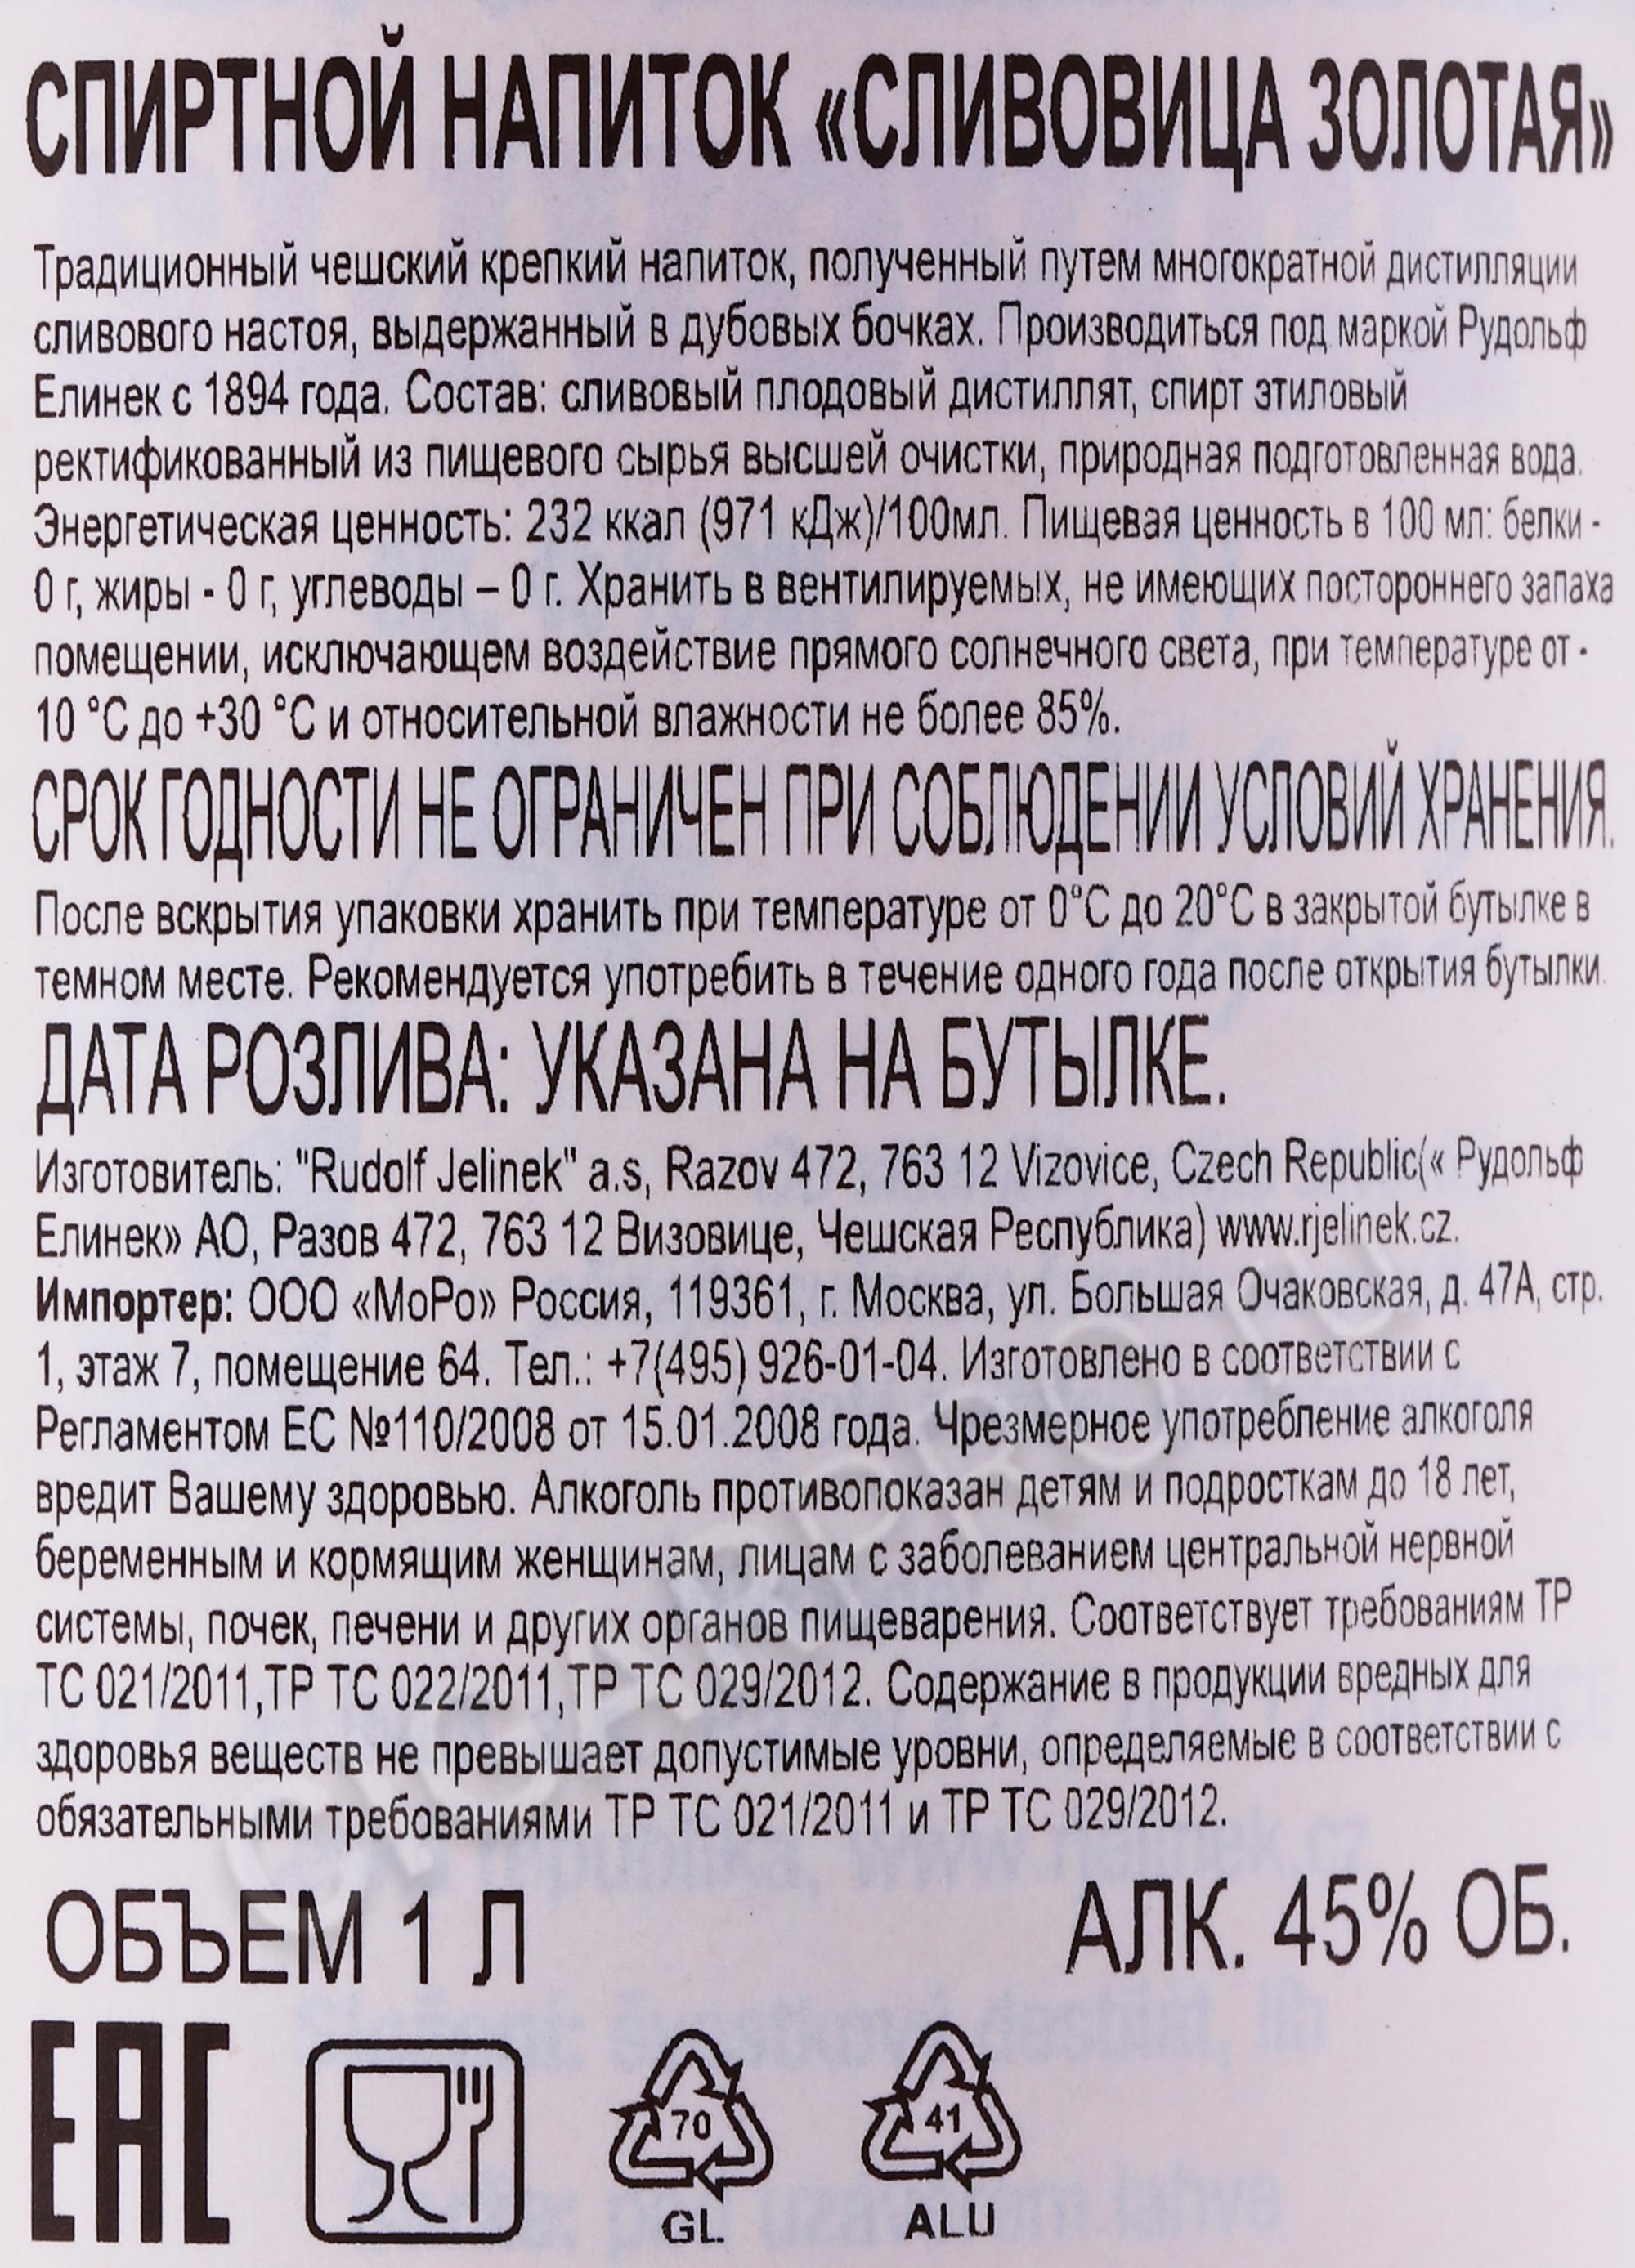 СПИРТНОЙ НАПИТОК «СЛИВОВИЦА ЗОЛОТАЯ»
Традиционный чешский крепкий напиток, полученный путем многократной дистилляции
сливового настоя, выдержанный в дубовых бочках. Производиться под маркой Рудольф
Елинек с 1894 года. Состав: сливовый плодовый дистиллят, спирт этиловый
ректификованный из пищевого сырья высшей очистки, природная подготовленная вода.
Энергетическая ценность: 232 ккал (971 кДж)/100мл. Пищевая ценность в 100 мл: белки -
0 г, жиры - 0 г, углеводы – 0 г. Хранить в вентилируемых, не имеющих постороннего запаха
помещении, исключающем воздействие прямого солнечного света, при температуре от -
10 °C до +30 °C и относительной влажности не более 85%.
СРОК ГОДНОСТИ НЕ ОГРАНИЧЕН ПРИ СОБЛЮДЕНИИ УСЛОВИЙ ХРАНЕНИЯ.
После вскрытия упаковки хранить при температуре от 0°C до 20°C в закрытой бутылке в
темном месте. Рекомендуется употребить в течение одного года после открытия бутылки.
ДАТА РОЗЛИВА: УКАЗАНА НА БУТЫЛКЕ.
Изготовитель: "Rudolf Jelinek" a.s, Razov 472, 763 12 Vizovice, Czech Republic(« Рудольф
Елинек» АО, Разов 472, 763 12 Визовице, Чешская Республика) www.rjelinek.cz.
Импортер: ООО «МоРо» Россия, 119361, г. Москва, ул. Большая Очаковская, д. 47А, стр.
1, этаж 7, помещение 64. Тел.: +7(495) 926-01-04. Изготовлено в соответствии с
Регламентом ЕС №110/2008 от 15.01.2008 года. Чрезмерное употребление алкоголя
вредит Вашему здоровью. Алкоголь противопоказан детям и подросткам до 18 лет,
беременным и кормящим женщинам, лицам с заболеванием центральной нервной
системы, почек, печени и других органов пищеварения. Соответствует требованиям ТР
ТС 021/2011,ТР ТС 022/2011,ТР ТС 029/2012. Содержание в продукции вредных для
здоровья веществ не превышает допустимые уровни, определяемые в соответствии с
обязательными требованиями ТР ТС 021/2011 и ТР ТС 029/2012.
ОБЪЕМ 1 Л АЛК. 45% ОБ.
EAC
70
GL
41
ALU